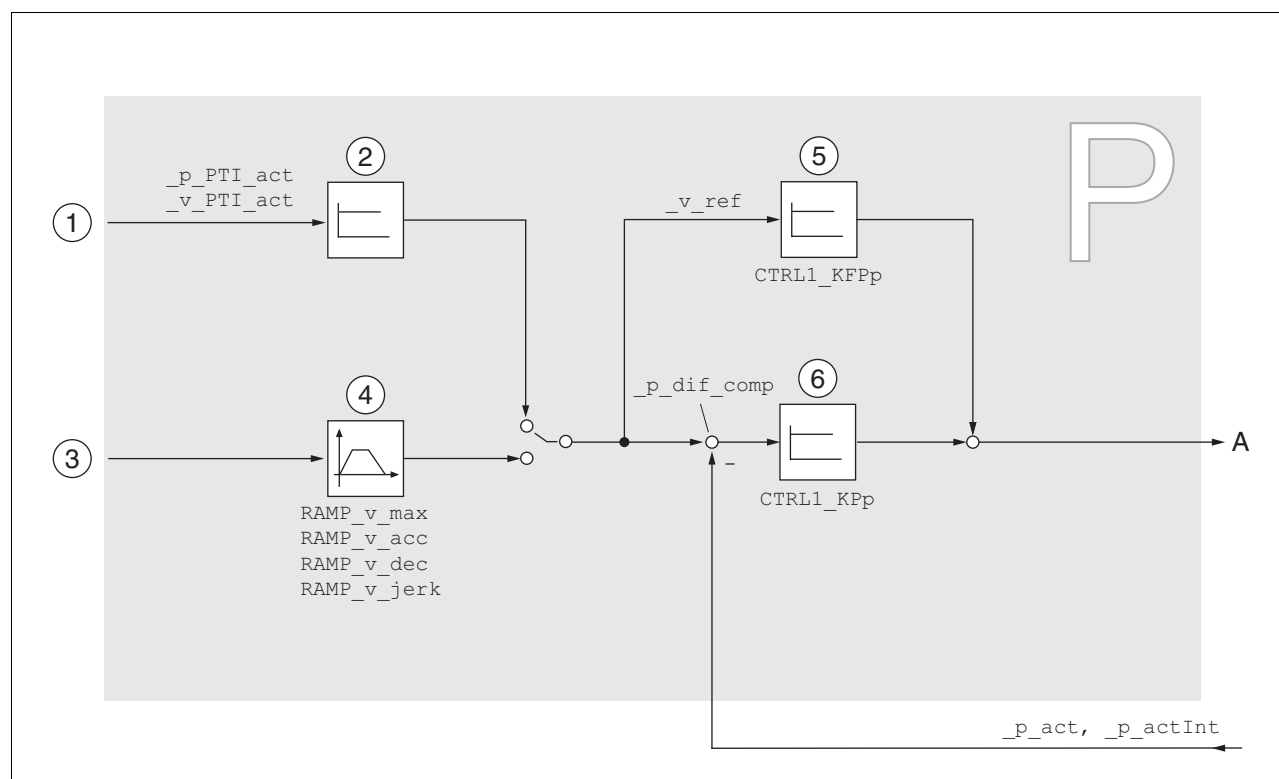 P
2
5
_p_PTI_act
_v_PTI_act
1
_v_ref
CTRL1_KFPp
4
_p_dif_comp
6
3
-
A
CTRL1_KPp
RAMP_v_max
RAMP_v_acc
RAMP_v_dec
RAMP_v_jerk
_p_act, _p_actInt